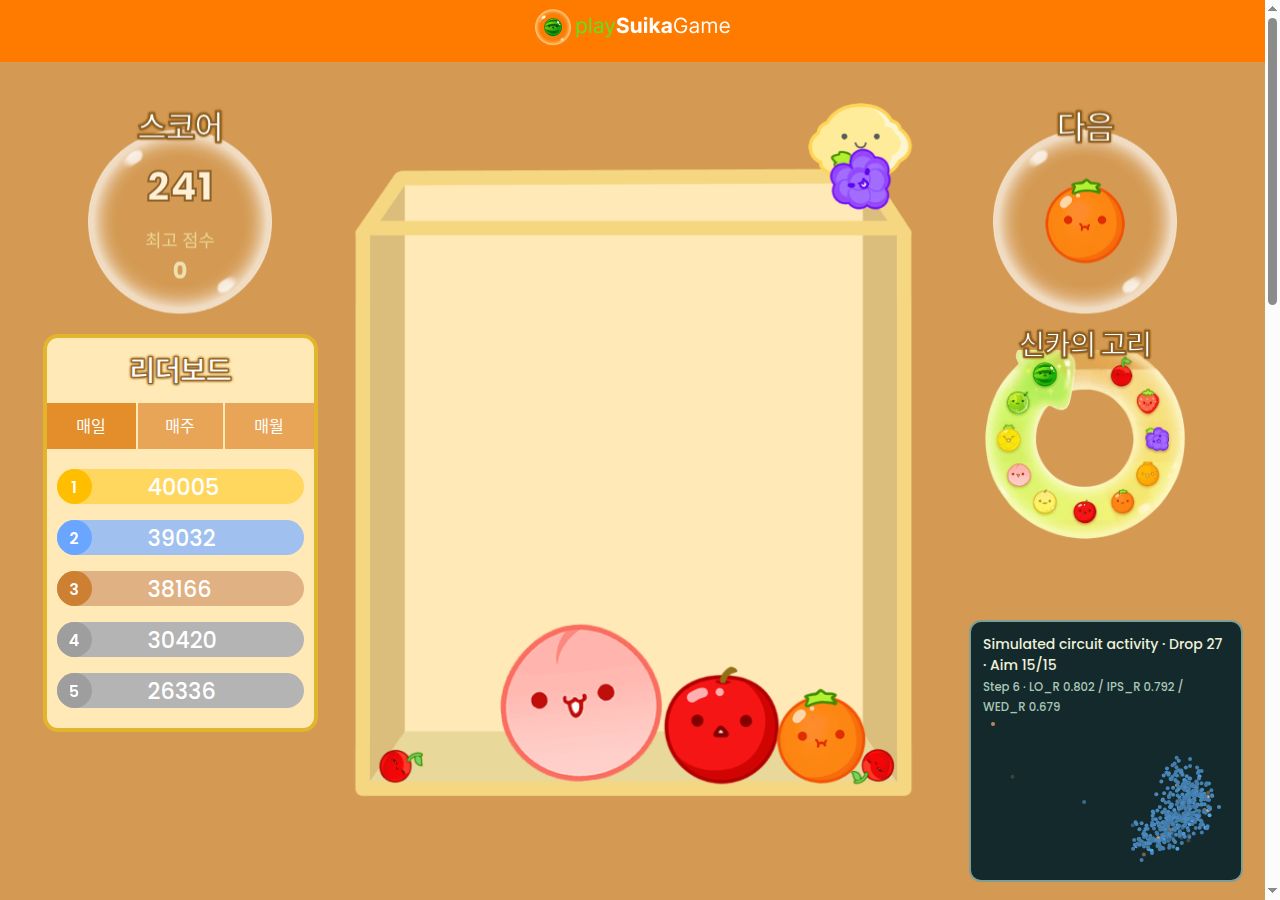 playSuikaGame
스코어
241
최고 점수
0
다음
신카의 고리
리더보드
매일 매주 매월
1 40005
2 39032
3 38166
4 30420
5 26336
Simulated circuit activity · Drop 27
· Aim 15/15
Step 6 · LO_R 0.802 / IPS_R 0.792 /
WED_R 0.679